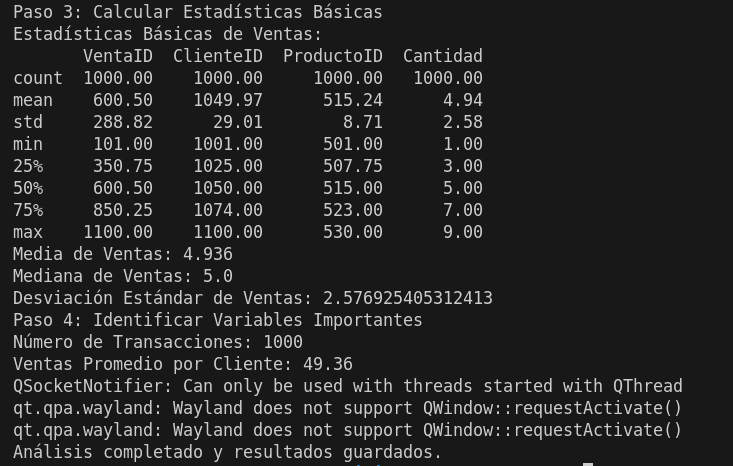 Paso 3: Calcular Estadísticas Básicas
Estadísticas Básicas de Ventas:
       VentaID  ClienteID  ProductoID  Cantidad
count  1000.00    1000.00     1000.00   1000.00
mean    600.50    1049.97      515.24      4.94
std     288.82      29.01        8.71      2.58
min     101.00    1001.00      501.00      1.00
25%     350.75    1025.00      507.75      3.00
50%     600.50    1050.00      515.00      5.00
75%     850.25    1074.00      523.00      7.00
max    1100.00    1100.00      530.00      9.00
Media de Ventas: 4.936
Mediana de Ventas: 5.0
Desviación Estándar de Ventas: 2.576925405312413
Paso 4: Identificar Variables Importantes
Número de Transacciones: 1000
Ventas Promedio por Cliente: 49.36
QSocketNotifier: Can only be used with threads started with QThread
qt.qpa.wayland: Wayland does not support QWindow::requestActivate()
qt.qpa.wayland: Wayland does not support QWindow::requestActivate()
Análisis completado y resultados guardados.